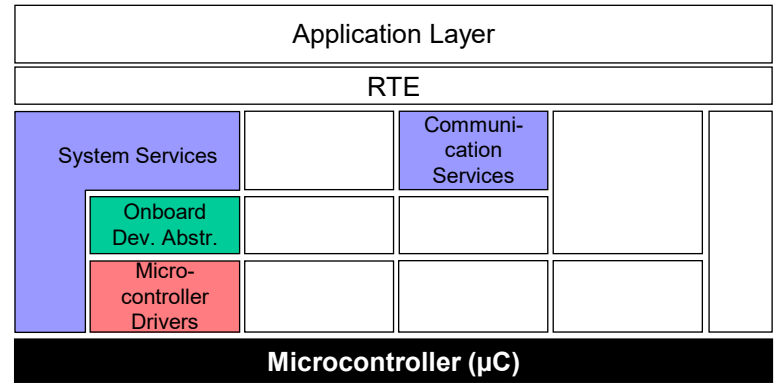 Application Layer
RTE
System Services
Communi-
cation
Services
Onboard
Dev. Abstr.
Micro-
controller
Drivers
Microcontroller (µC)